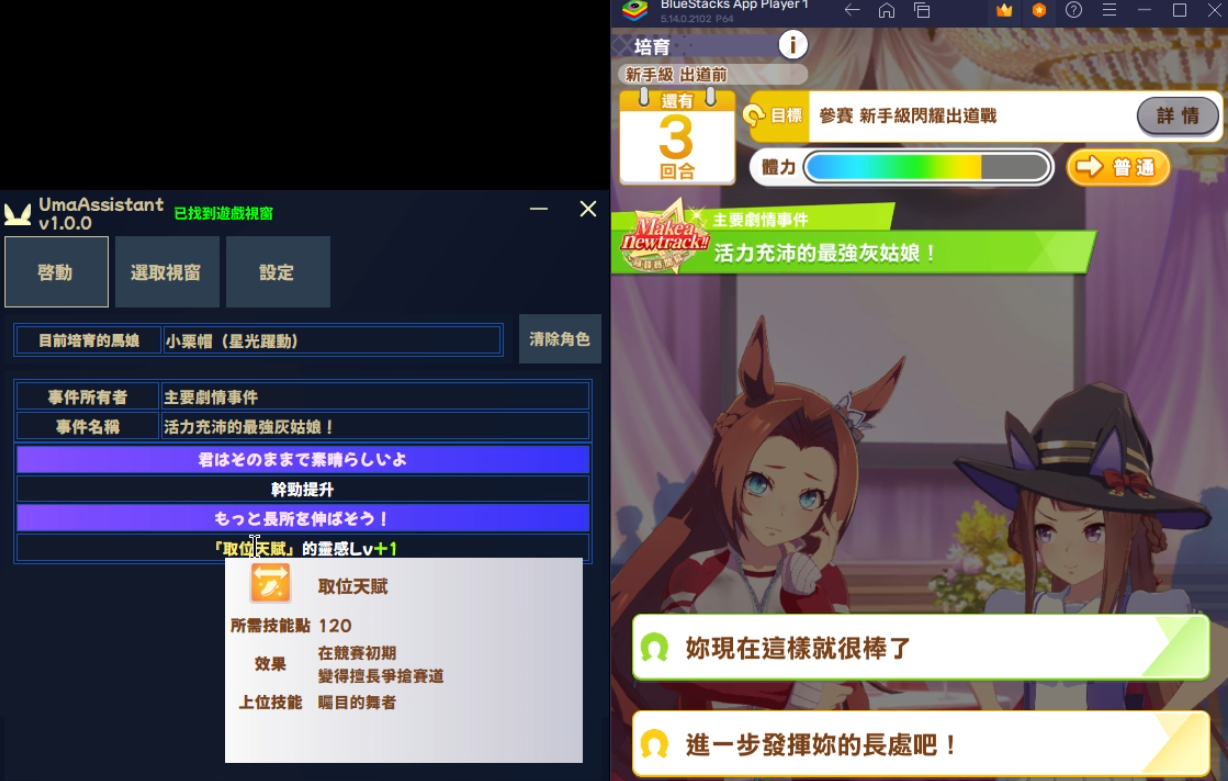 UmaAssistant
v1.0.0
已找到遊戲視窗
啓動
選取視窗
設定
目前培育的馬娘
小栗帽（星光躍動）
清除角色
事件所有者
主要劇情事件
事件名稱
活力充沛的最強灰姑娘！
君はそのままで素晴らしいよ
幹勁提升
もっと長所を伸ばそう！
「取位天賦」的靈感Lv+1
取位天賦
所需技能點 120
效果
在競賽初期
變得擅長爭搶賽道
上位技能 矚目的舞者
BlueStacks App Player 1
5.14.0.2102 P64
培育
新手級 出道前
還有
3
回合
目標
參賽 新手級閃耀出道戰
詳情
體力
普通
Make a
new track!!
主要劇情事件
活力充沛的最強灰姑娘！
妳現在這樣就很棒了
進一步發揮妳的長處吧！